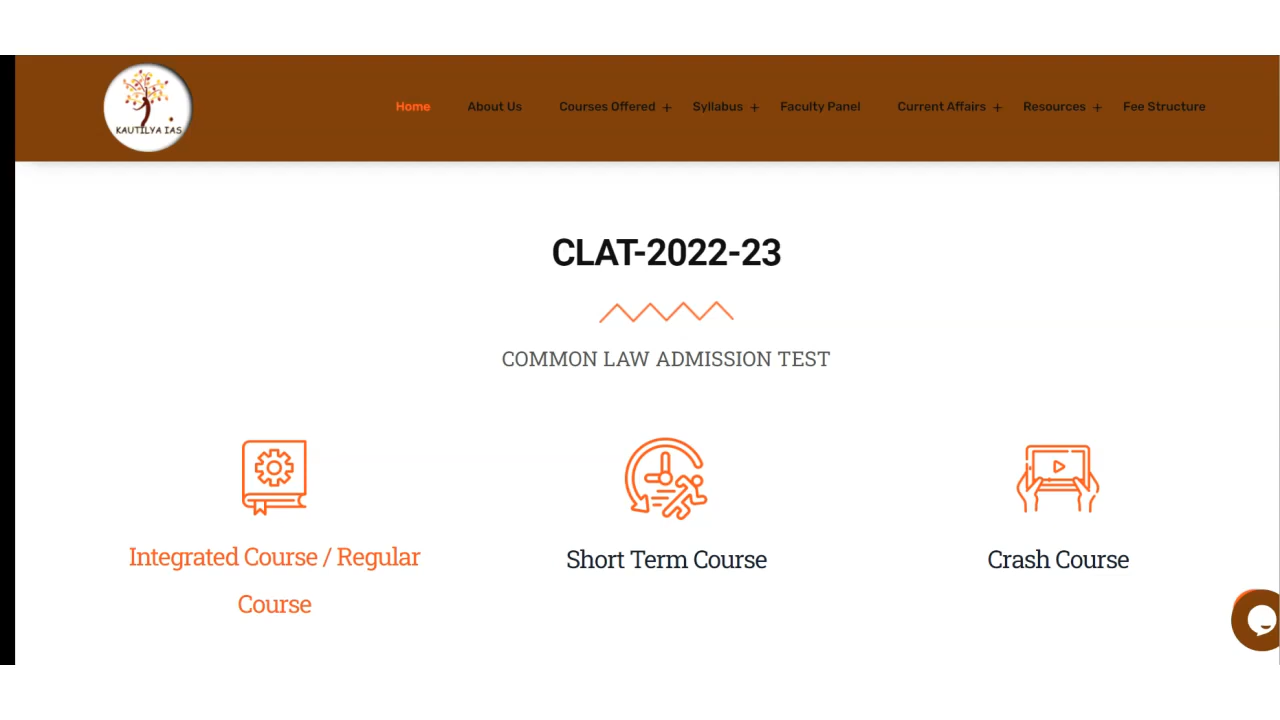 KAUTILYA IAS
Home About Us Courses Offered + Syllabus + Faculty Panel Current Affairs + Resources + Fee Structure
CLAT-2022-23
COMMON LAW ADMISSION TEST
Integrated Course / Regular
Course
Short Term Course
Crash Course